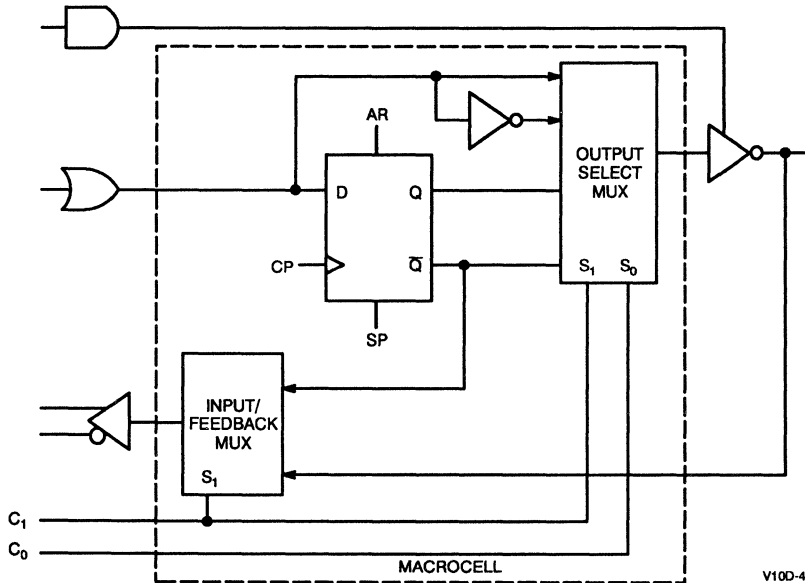 AR
OUTPUT
SELECT
MUX
D
Q
CP
Q̅
S₁
S₀
SP
INPUT/
FEEDBACK
MUX
S₁
C₁
C₀
MACROCELL
V10D-4